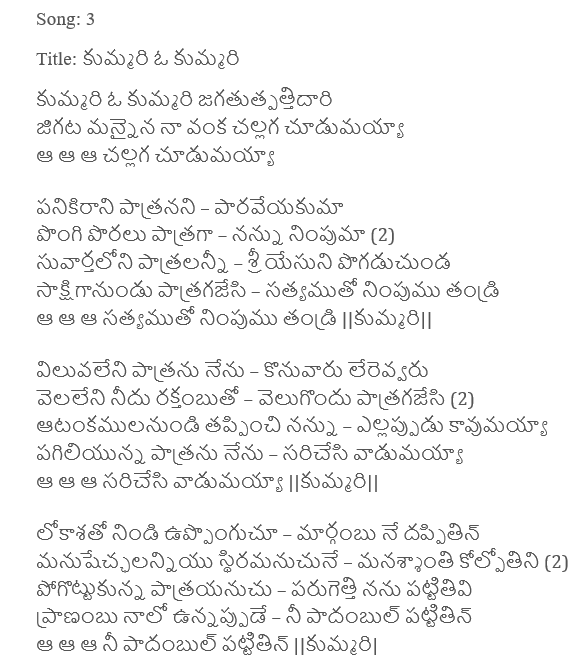 Song: 3
Title: కుమ్మరి ఓ కుమ్మరి
కుమ్మరి ఓ కుమ్మరి జగతుత్పత్తిదారి
జిగట మన్నైన నా వంక చల్లగ చూడుమయ్యా
ఆ ఆ ఆ చల్లగ చూడుమయ్యా
పనికిరాని పాత్రనని – పారవేయకుమా
పొంగి పొరలు పాత్రగా – నన్ను నింపుమా (2)
సువార్తలోని పాత్రలన్నీ – శ్రీ యేసుని పొగడుచుండ
సాక్షిగానుండు పాత్రగజేసి – సత్యముతో నింపుము తండ్రి
ఆ ఆ ఆ సత్యముతో నింపుము తండ్రి ||కుమ్మరి||
విలువలేని పాత్రను నేను – కొనువారు లేరెవ్వరు
వెలలేని నీదు రక్తంబుతో – వెలుగొందు పాత్రగజేసి (2)
ఆటంకములనుండి తప్పించి నన్ను – ఎల్లప్పుడు కావుమయ్యా
పగిలియున్న పాత్రను నేను – సరిచేసి వాడుమయ్యా
ఆ ఆ ఆ సరిచేసి వాడుమయ్యా ||కుమ్మరి||
లోకాశతో నిండి ఉప్పొంగుచూ – మార్గంబు నే దప్పితిన్
మనుషేచ్ఛలన్నియు స్థిరమనుచునే – మనశ్శాంతి కోల్పోతిని (2)
పోగొట్టుకున్న పాత్రయనుచు – పరుగెత్తి నను పట్టితివి
ప్రాణంబు నాలో ఉన్నప్పుడే – నీ పాదంబుల్ పట్టితిన్
ఆ ఆ ఆ నీ పాదంబుల్ పట్టితిన్ ||కుమ్మరి|